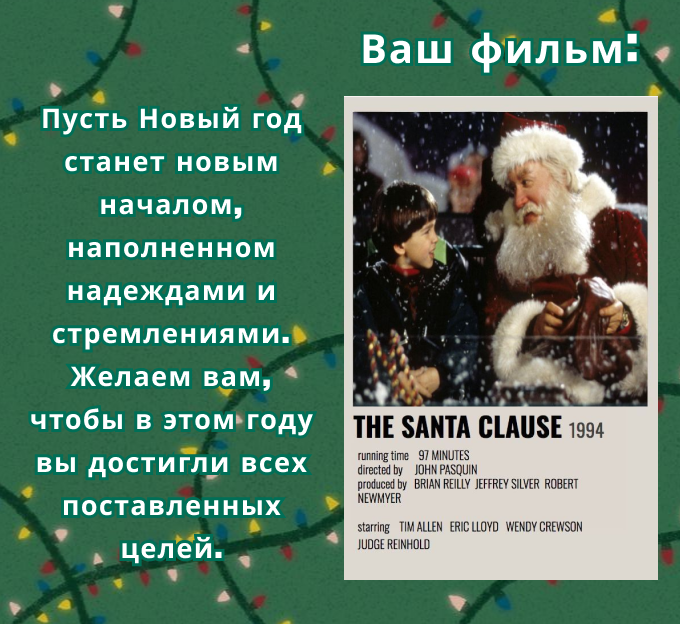 Ваш фильм:
Пусть Новый год
станет новым
началом,
наполненном
надеждами и
стремлениями.
Желаем вам,
чтобы в этом году
вы достигли всех
поставленных
целей.
THE SANTA CLAUSE 1994
running time 97 MINUTES
directed by JOHN PASQUIN
produced by BRIAN REILLY JEFFREY SILVER ROBERT
NEWMYER
starring TIM ALLEN ERIC LLOYD WENDY CREWSON
JUDGE REINHOLD